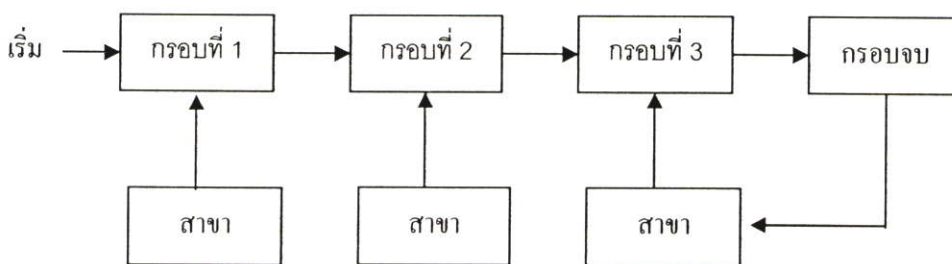 เริ่ม กรอบที่ 1 กรอบที่ 2 กรอบที่ 3 กรอบจบ
สาขา สาขา สาขา